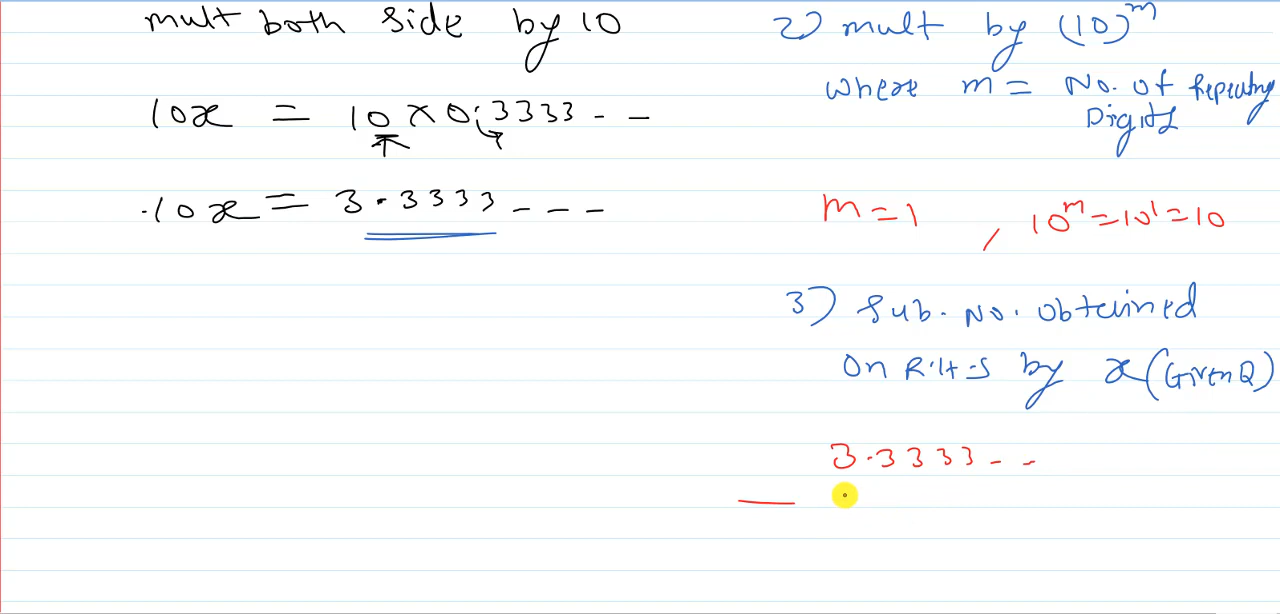 mult both side by 10
10x = 10 × 0.3333 - -
10x = 3.3333 - - -
2) mult by (10)^m
where m = No. of Repeating Digits
m = 1 , 10^m = 10^1 = 10
3) Sub. No. obtained
on R.H.S by x (Given Q)
3.3333 - -